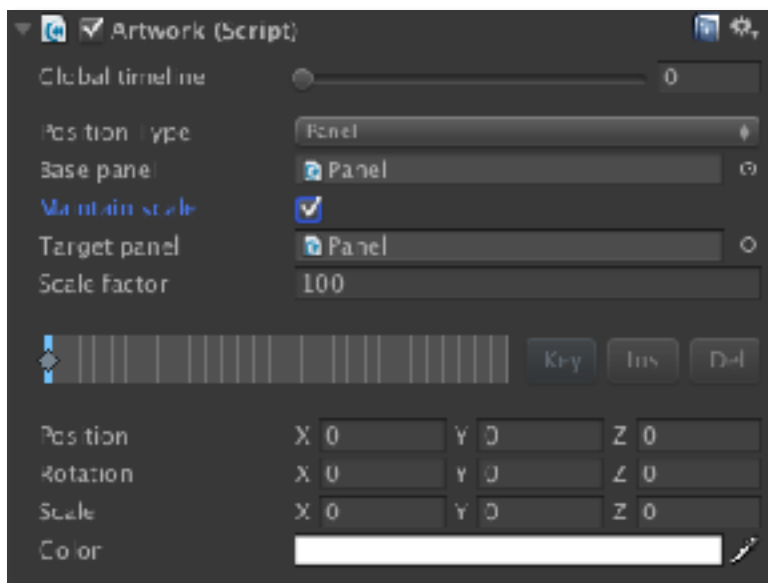 Artwork (Script)
Global timeline 0
Position Type Panel
Base panel Panel
Maintain scale
Target panel Panel
Scale factor 100
Key Ins Del
Position X 0 Y 0 Z 0
Rotation X 0 Y 0 Z 0
Scale X 0 Y 0 Z 0
Color